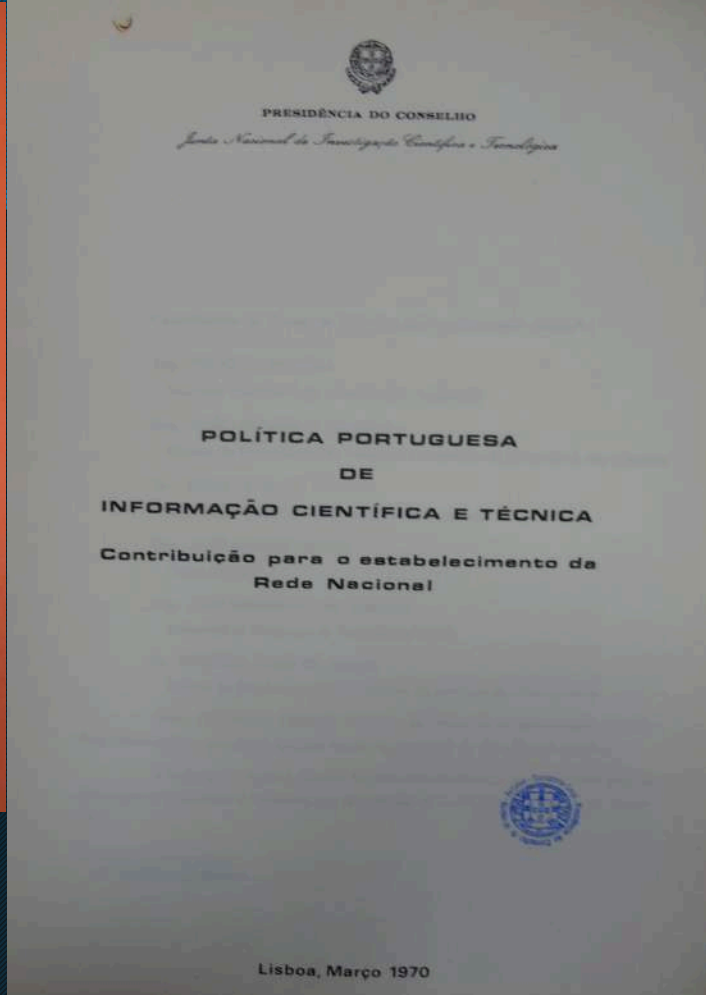 PRESIDÊNCIA DO CONSELHO
Junta Nacional de Investigação Científica e Tecnológica
POLÍTICA PORTUGUESA
DE
INFORMAÇÃO CIENTÍFICA E TÉCNICA
Contribuição para o estabelecimento da
Rede Nacional
Lisboa, Março 1970